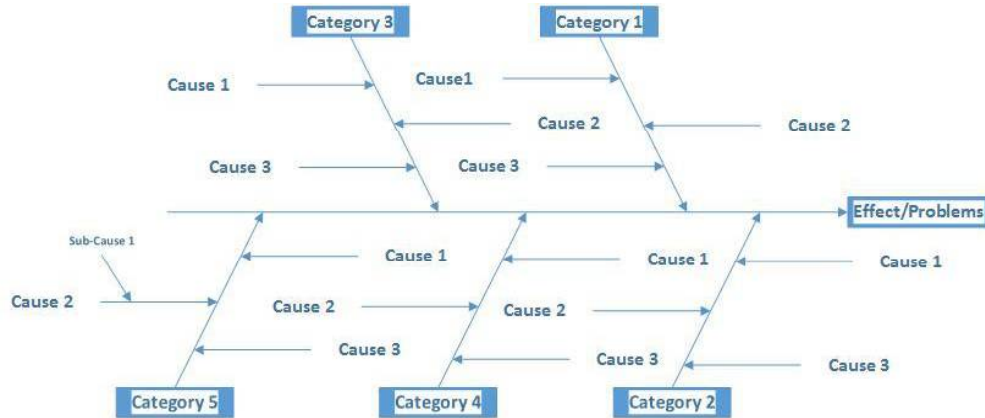 Category 3
Category 1
Cause 1
Cause1
Cause 2
Cause 2
Cause 3
Cause 3
Effect/Problems
Sub-Cause 1
Cause 1
Cause 1
Cause 1
Cause 2
Cause 2
Cause 2
Cause 3
Cause 3
Cause 3
Category 5
Category 4
Category 2